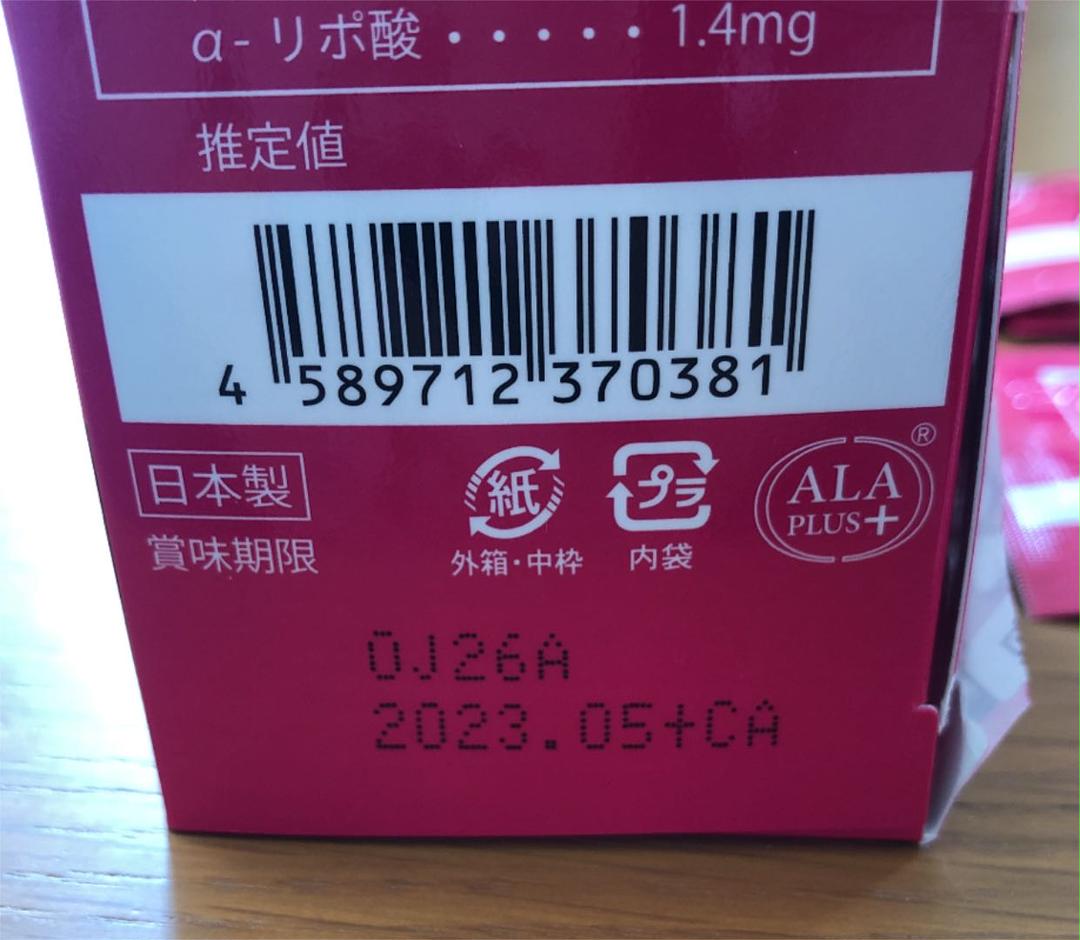 α-リポ酸・・・・・1.4mg
推定値
4 589712 370381
日本製
紙
プラ
ALA
PLUS+
®
賞味期限
外箱・中枠
内袋
0J26A
2023.05+CA